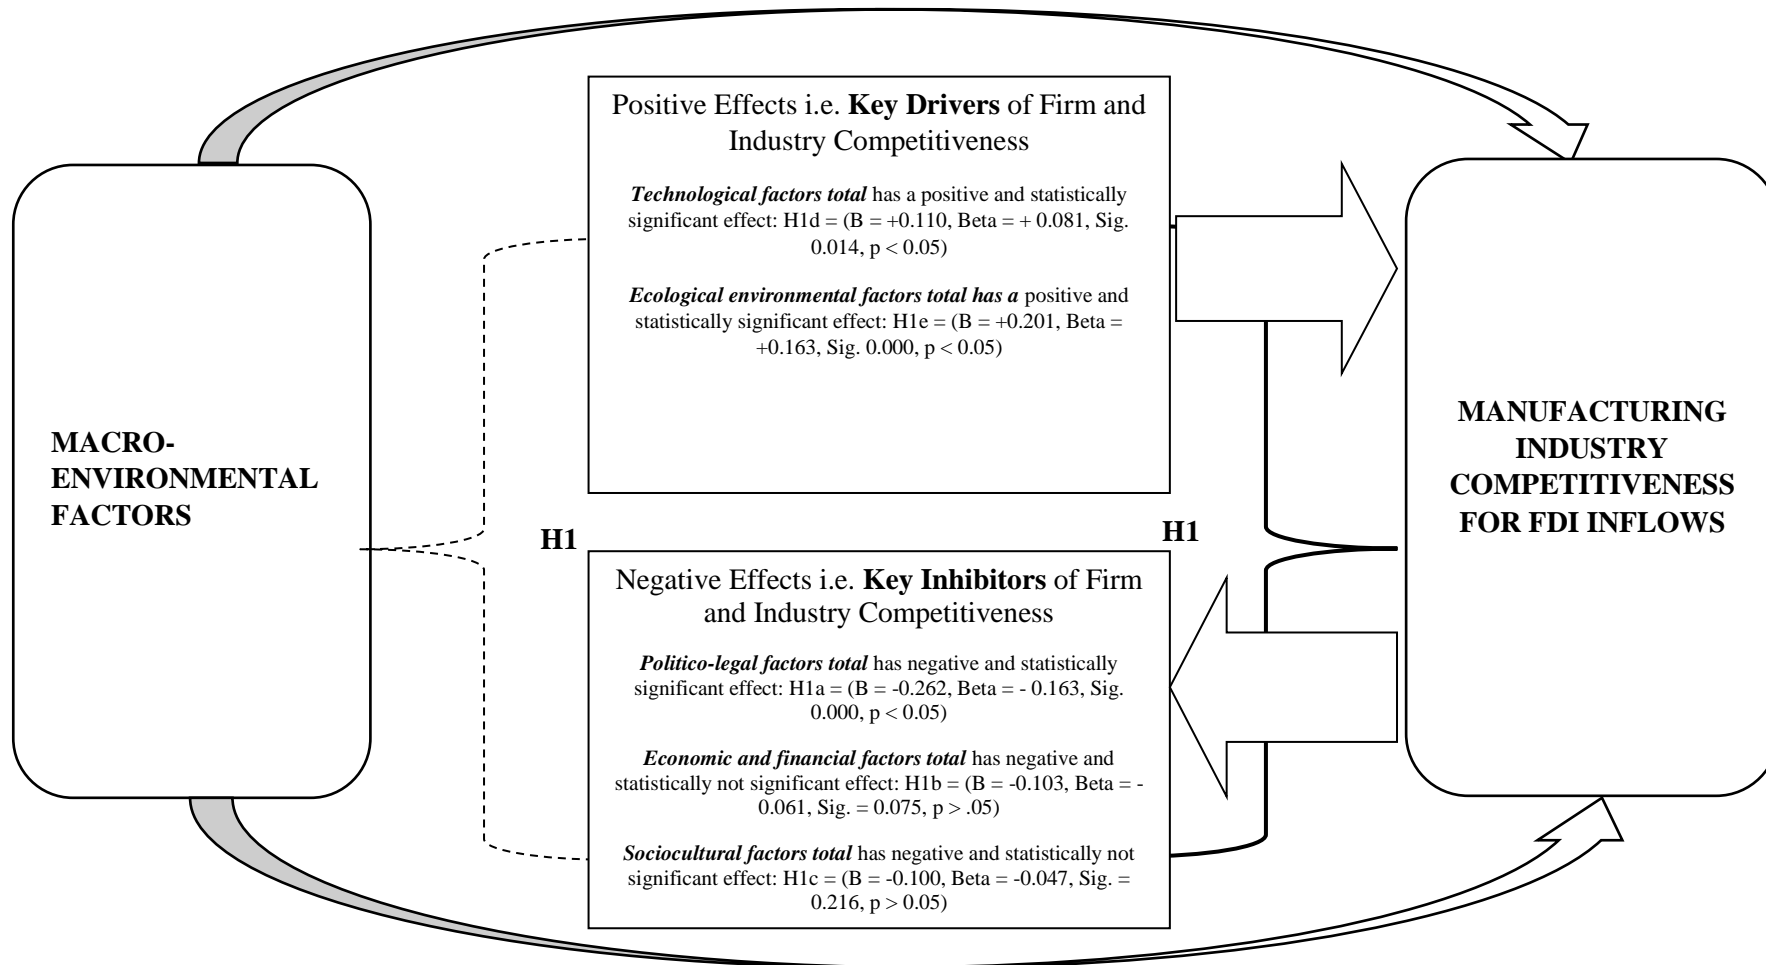 Positive Effects i.e. Key Drivers of Firm and
Industry Competitiveness
Technological factors total has a positive and statistically
significant effect: H1d = (B = +0.110, Beta = + 0.081, Sig.
0.014, p < 0.05)
Ecological environmental factors total has a positive and
statistically significant effect: H1e = (B = +0.201, Beta =
+0.163, Sig. 0.000, p < 0.05)
MACRO-
ENVIRONMENTAL
FACTORS
MANUFACTURING
INDUSTRY
COMPETITIVENESS
FOR FDI INFLOWS
H1
H1
Negative Effects i.e. Key Inhibitors of Firm
and Industry Competitiveness
Politico-legal factors total has negative and statistically
significant effect: H1a = (B = -0.262, Beta = - 0.163, Sig.
0.000, p < 0.05)
Economic and financial factors total has negative and
statistically not significant effect: H1b = (B = -0.103, Beta = -
0.061, Sig. = 0.075, p > .05)
Sociocultural factors total has negative and statistically not
significant effect: H1c = (B = -0.100, Beta = -0.047, Sig. =
0.216, p > 0.05)